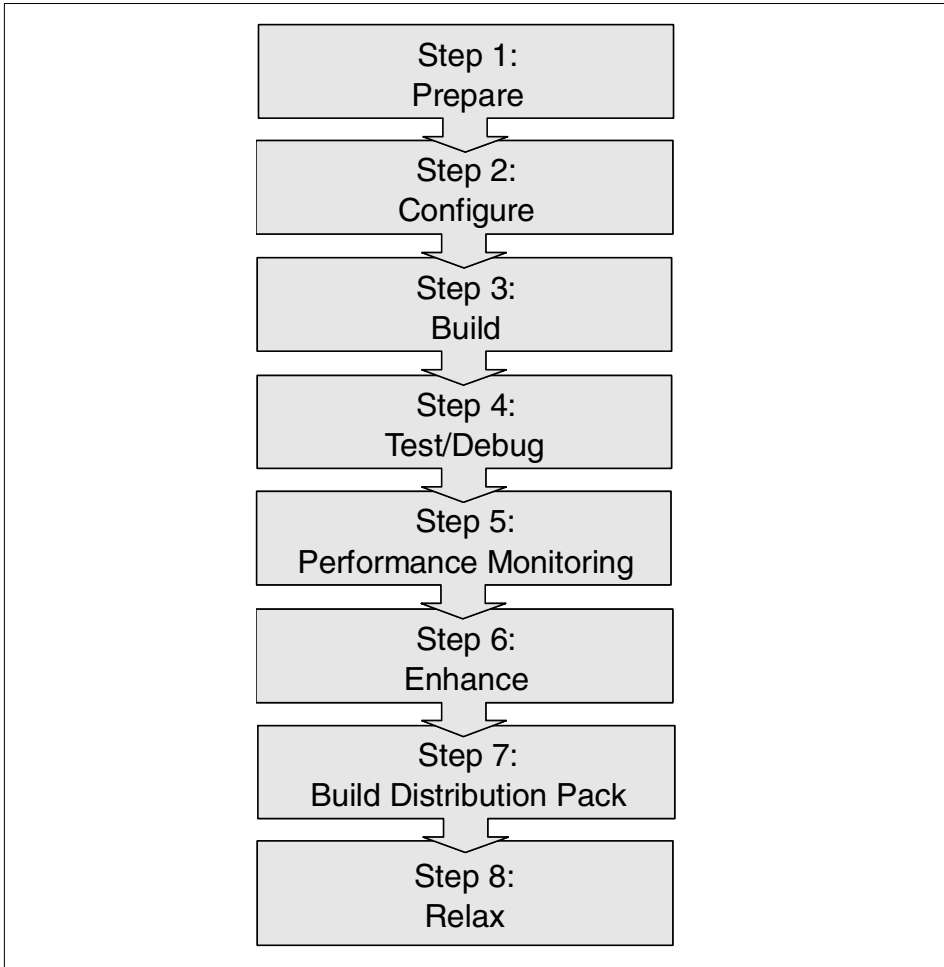 Step 1:
Prepare
Step 2:
Configure
Step 3:
Build
Step 4:
Test/Debug
Step 5:
Performance Monitoring
Step 6:
Enhance
Step 7:
Build Distribution Pack
Step 8:
Relax